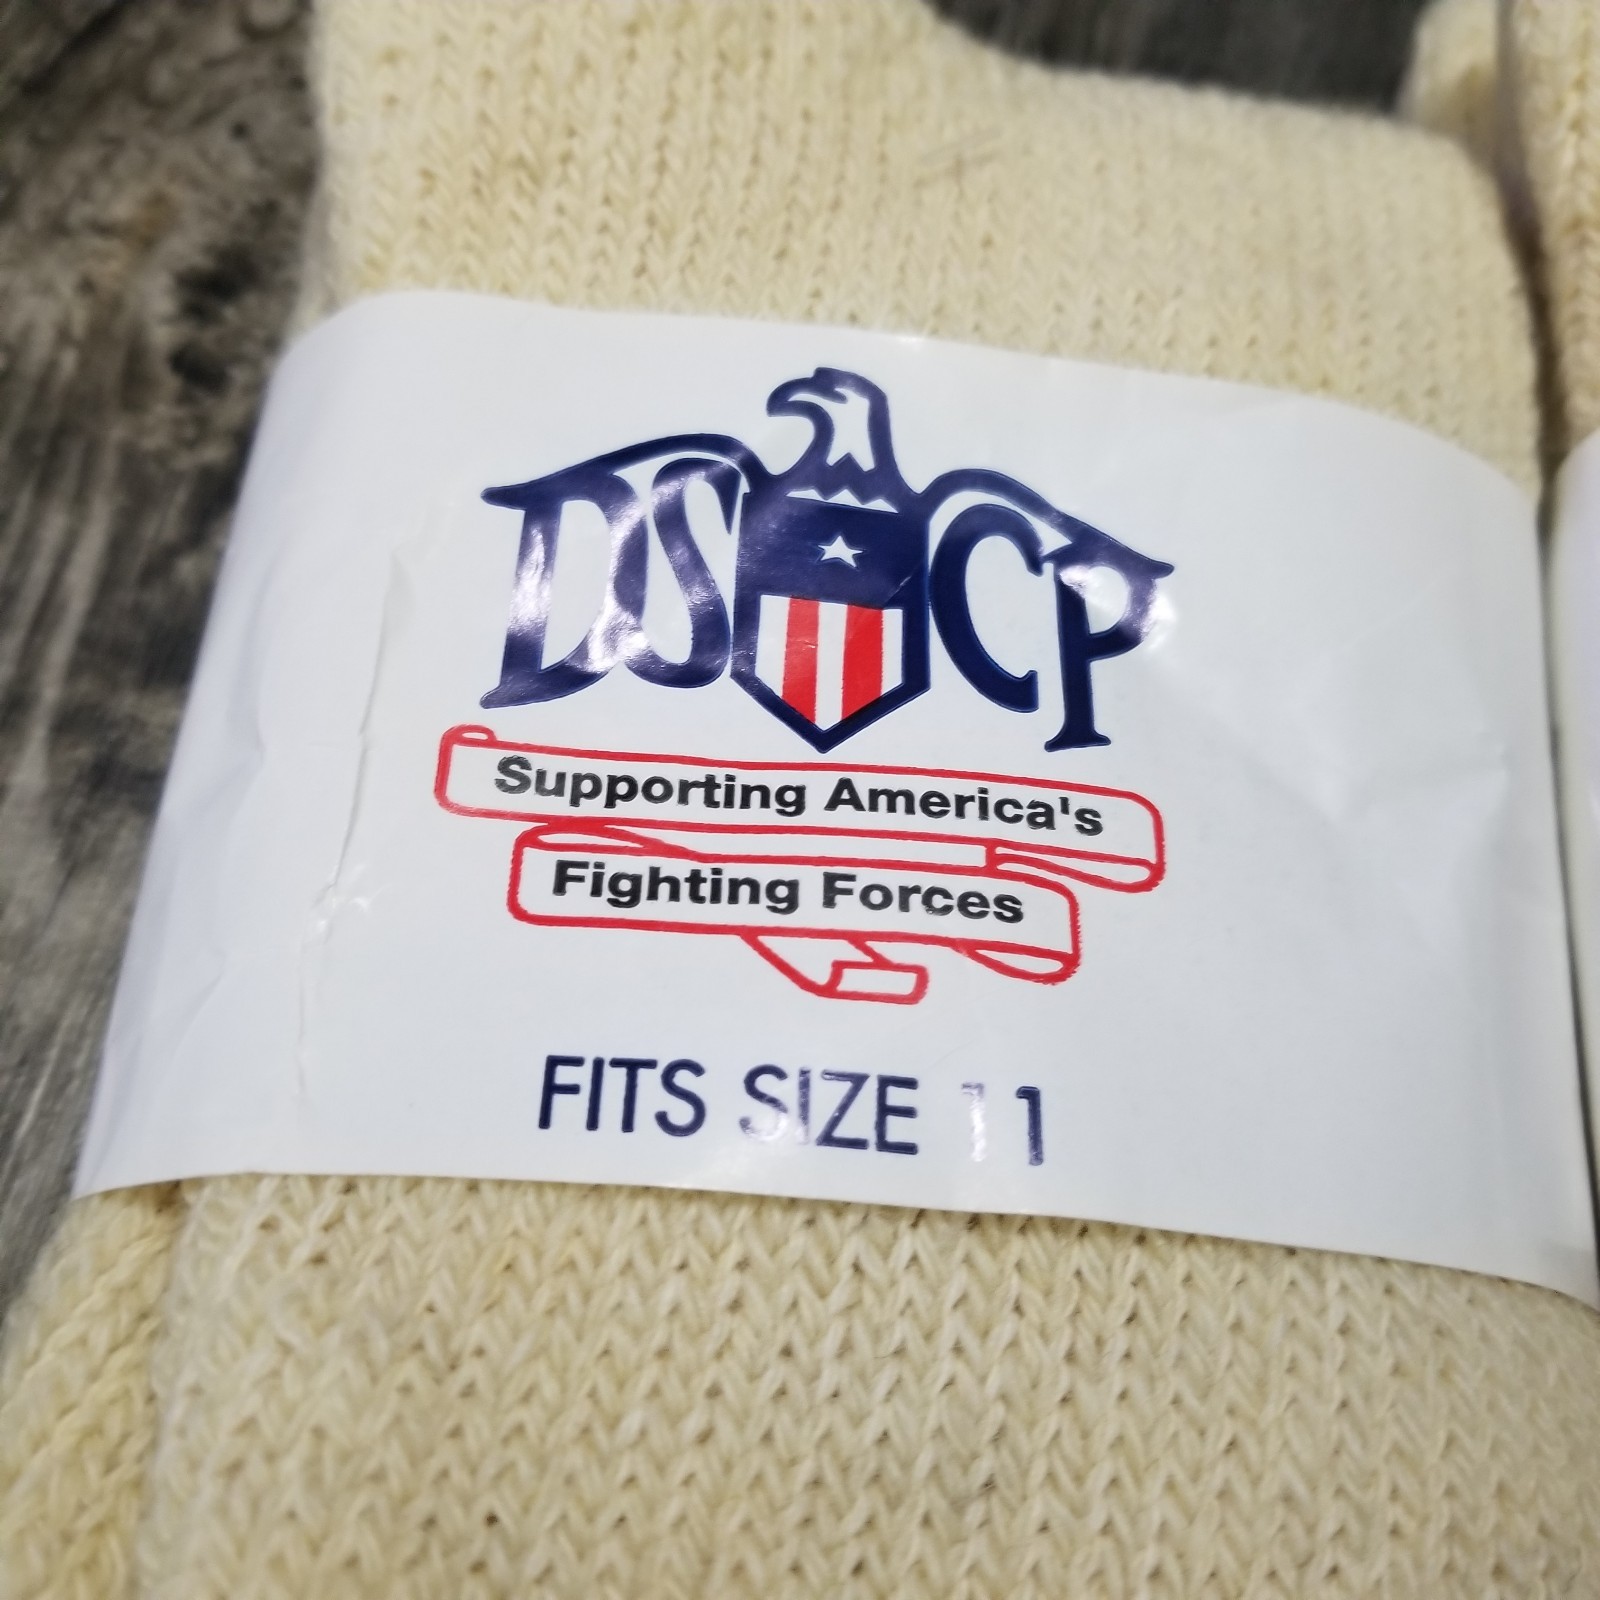 DSCP
Supporting America's
Fighting Forces
FITS SIZE 11